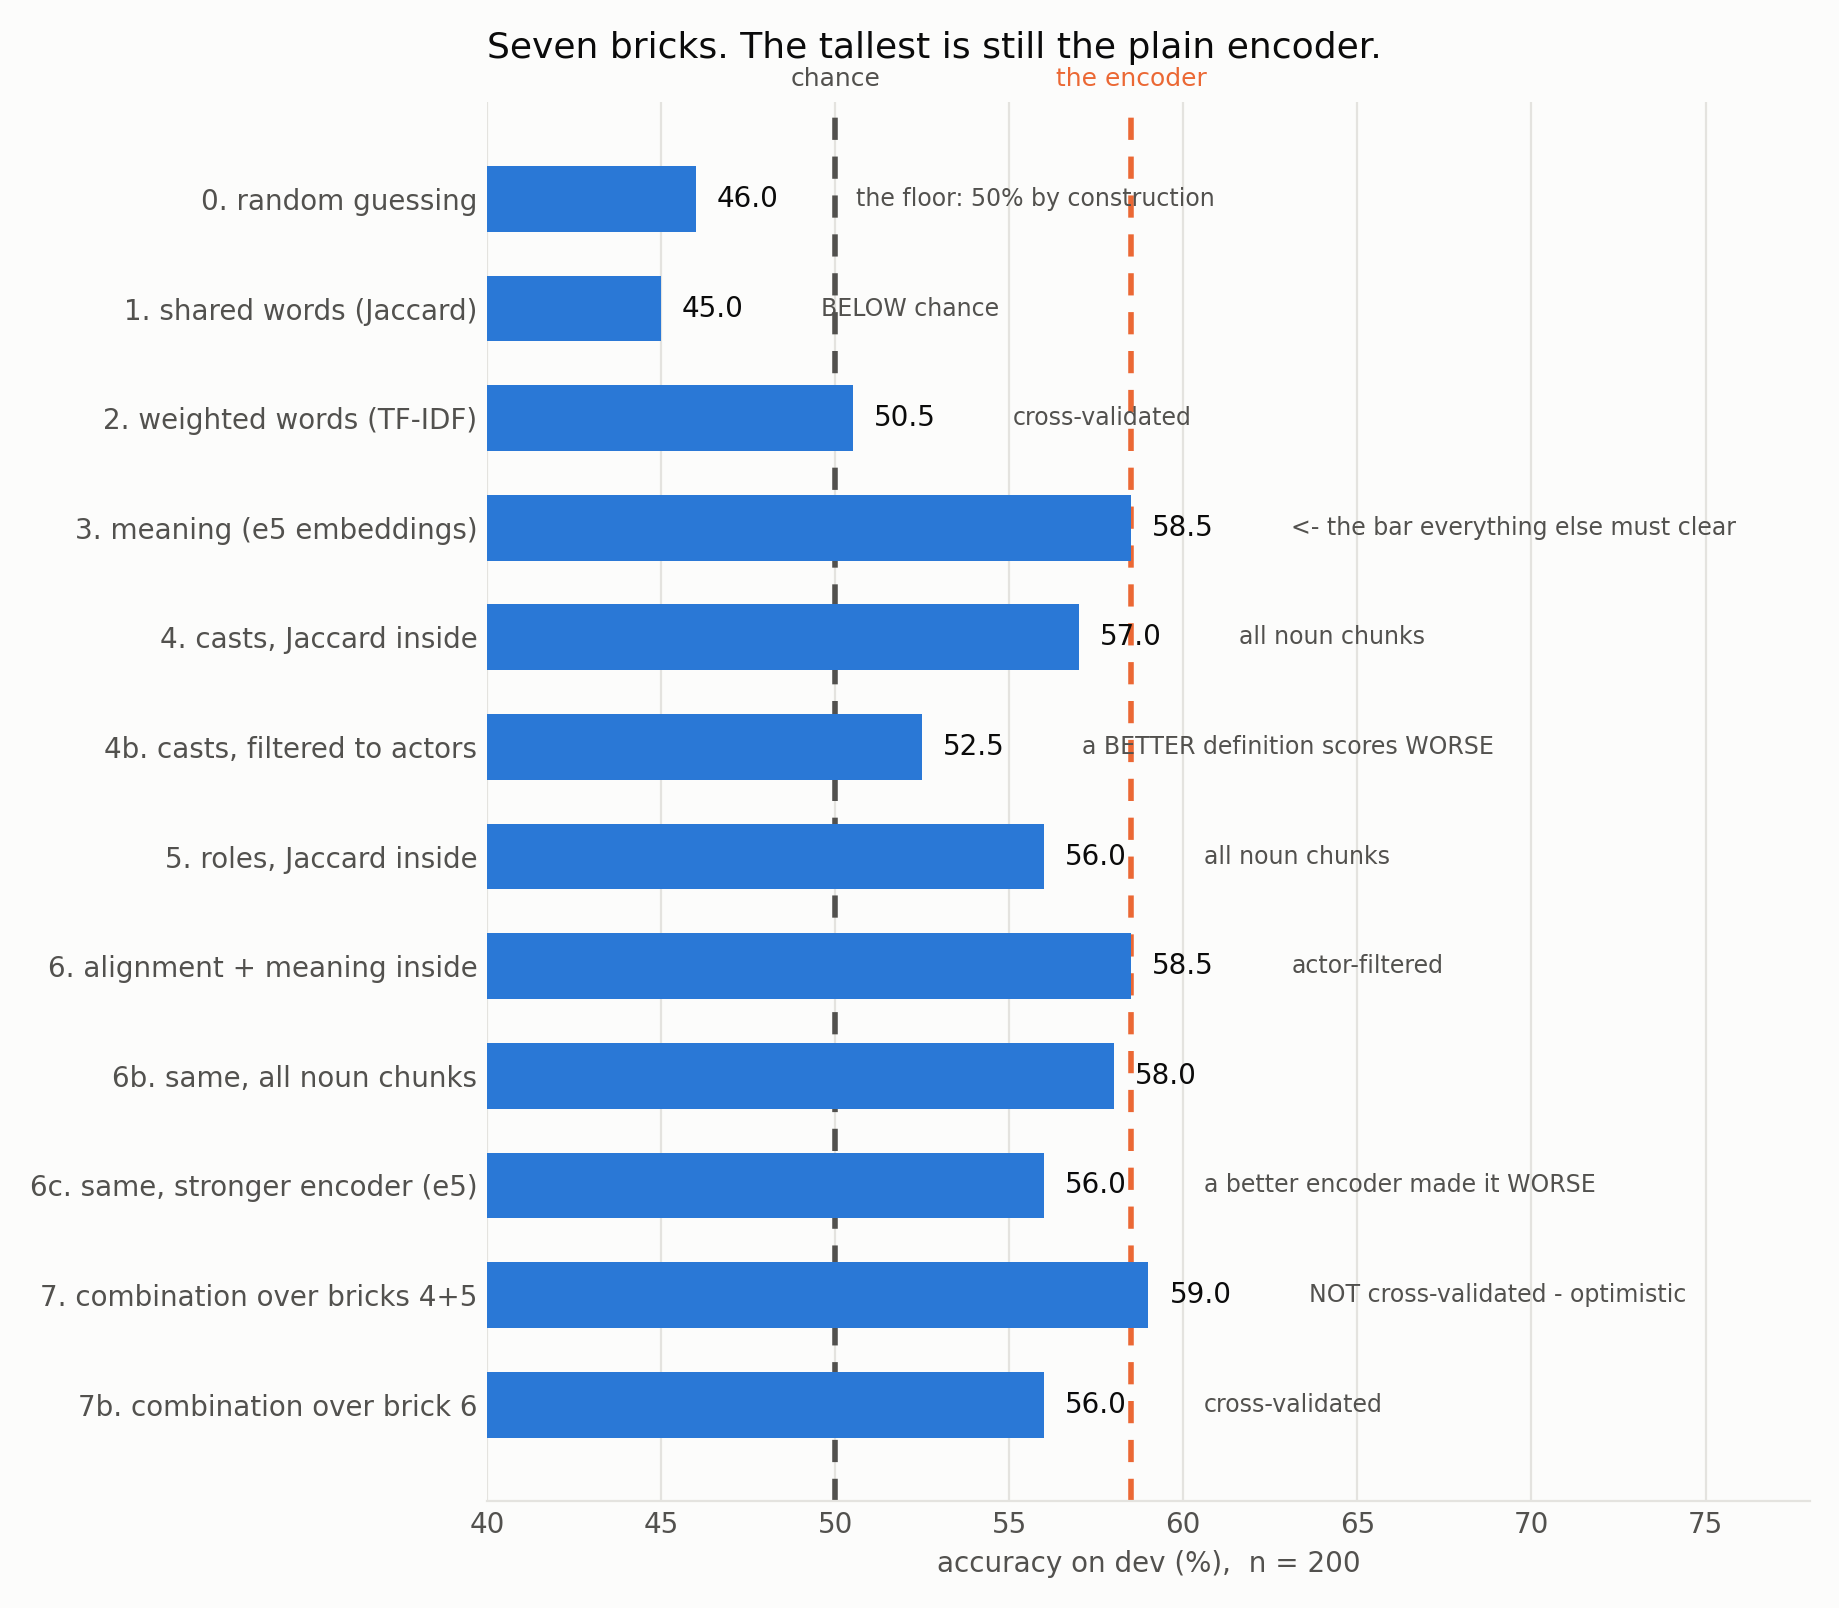 Seven bricks. The tallest is still the plain encoder.
chance the encoder
0. random guessing 46.0 the floor: 50% by construction
1. shared words (Jaccard) 45.0 BELOW chance
2. weighted words (TF-IDF) 50.5 cross-validated
3. meaning (e5 embeddings) 58.5 <- the bar everything else must clear
4. casts, Jaccard inside 57.0 all noun chunks
4b. casts, filtered to actors 52.5 a BETTER definition scores WORSE
5. roles, Jaccard inside 56.0 all noun chunks
6. alignment + meaning inside 58.5 actor-filtered
6b. same, all noun chunks 58.0
6c. same, stronger encoder (e5) 56.0 a better encoder made it WORSE
7. combination over bricks 4+5 59.0 NOT cross-validated - optimistic
7b. combination over brick 6 56.0 cross-validated
40 45 50 55 60 65 70 75
accuracy on dev (%), n = 200